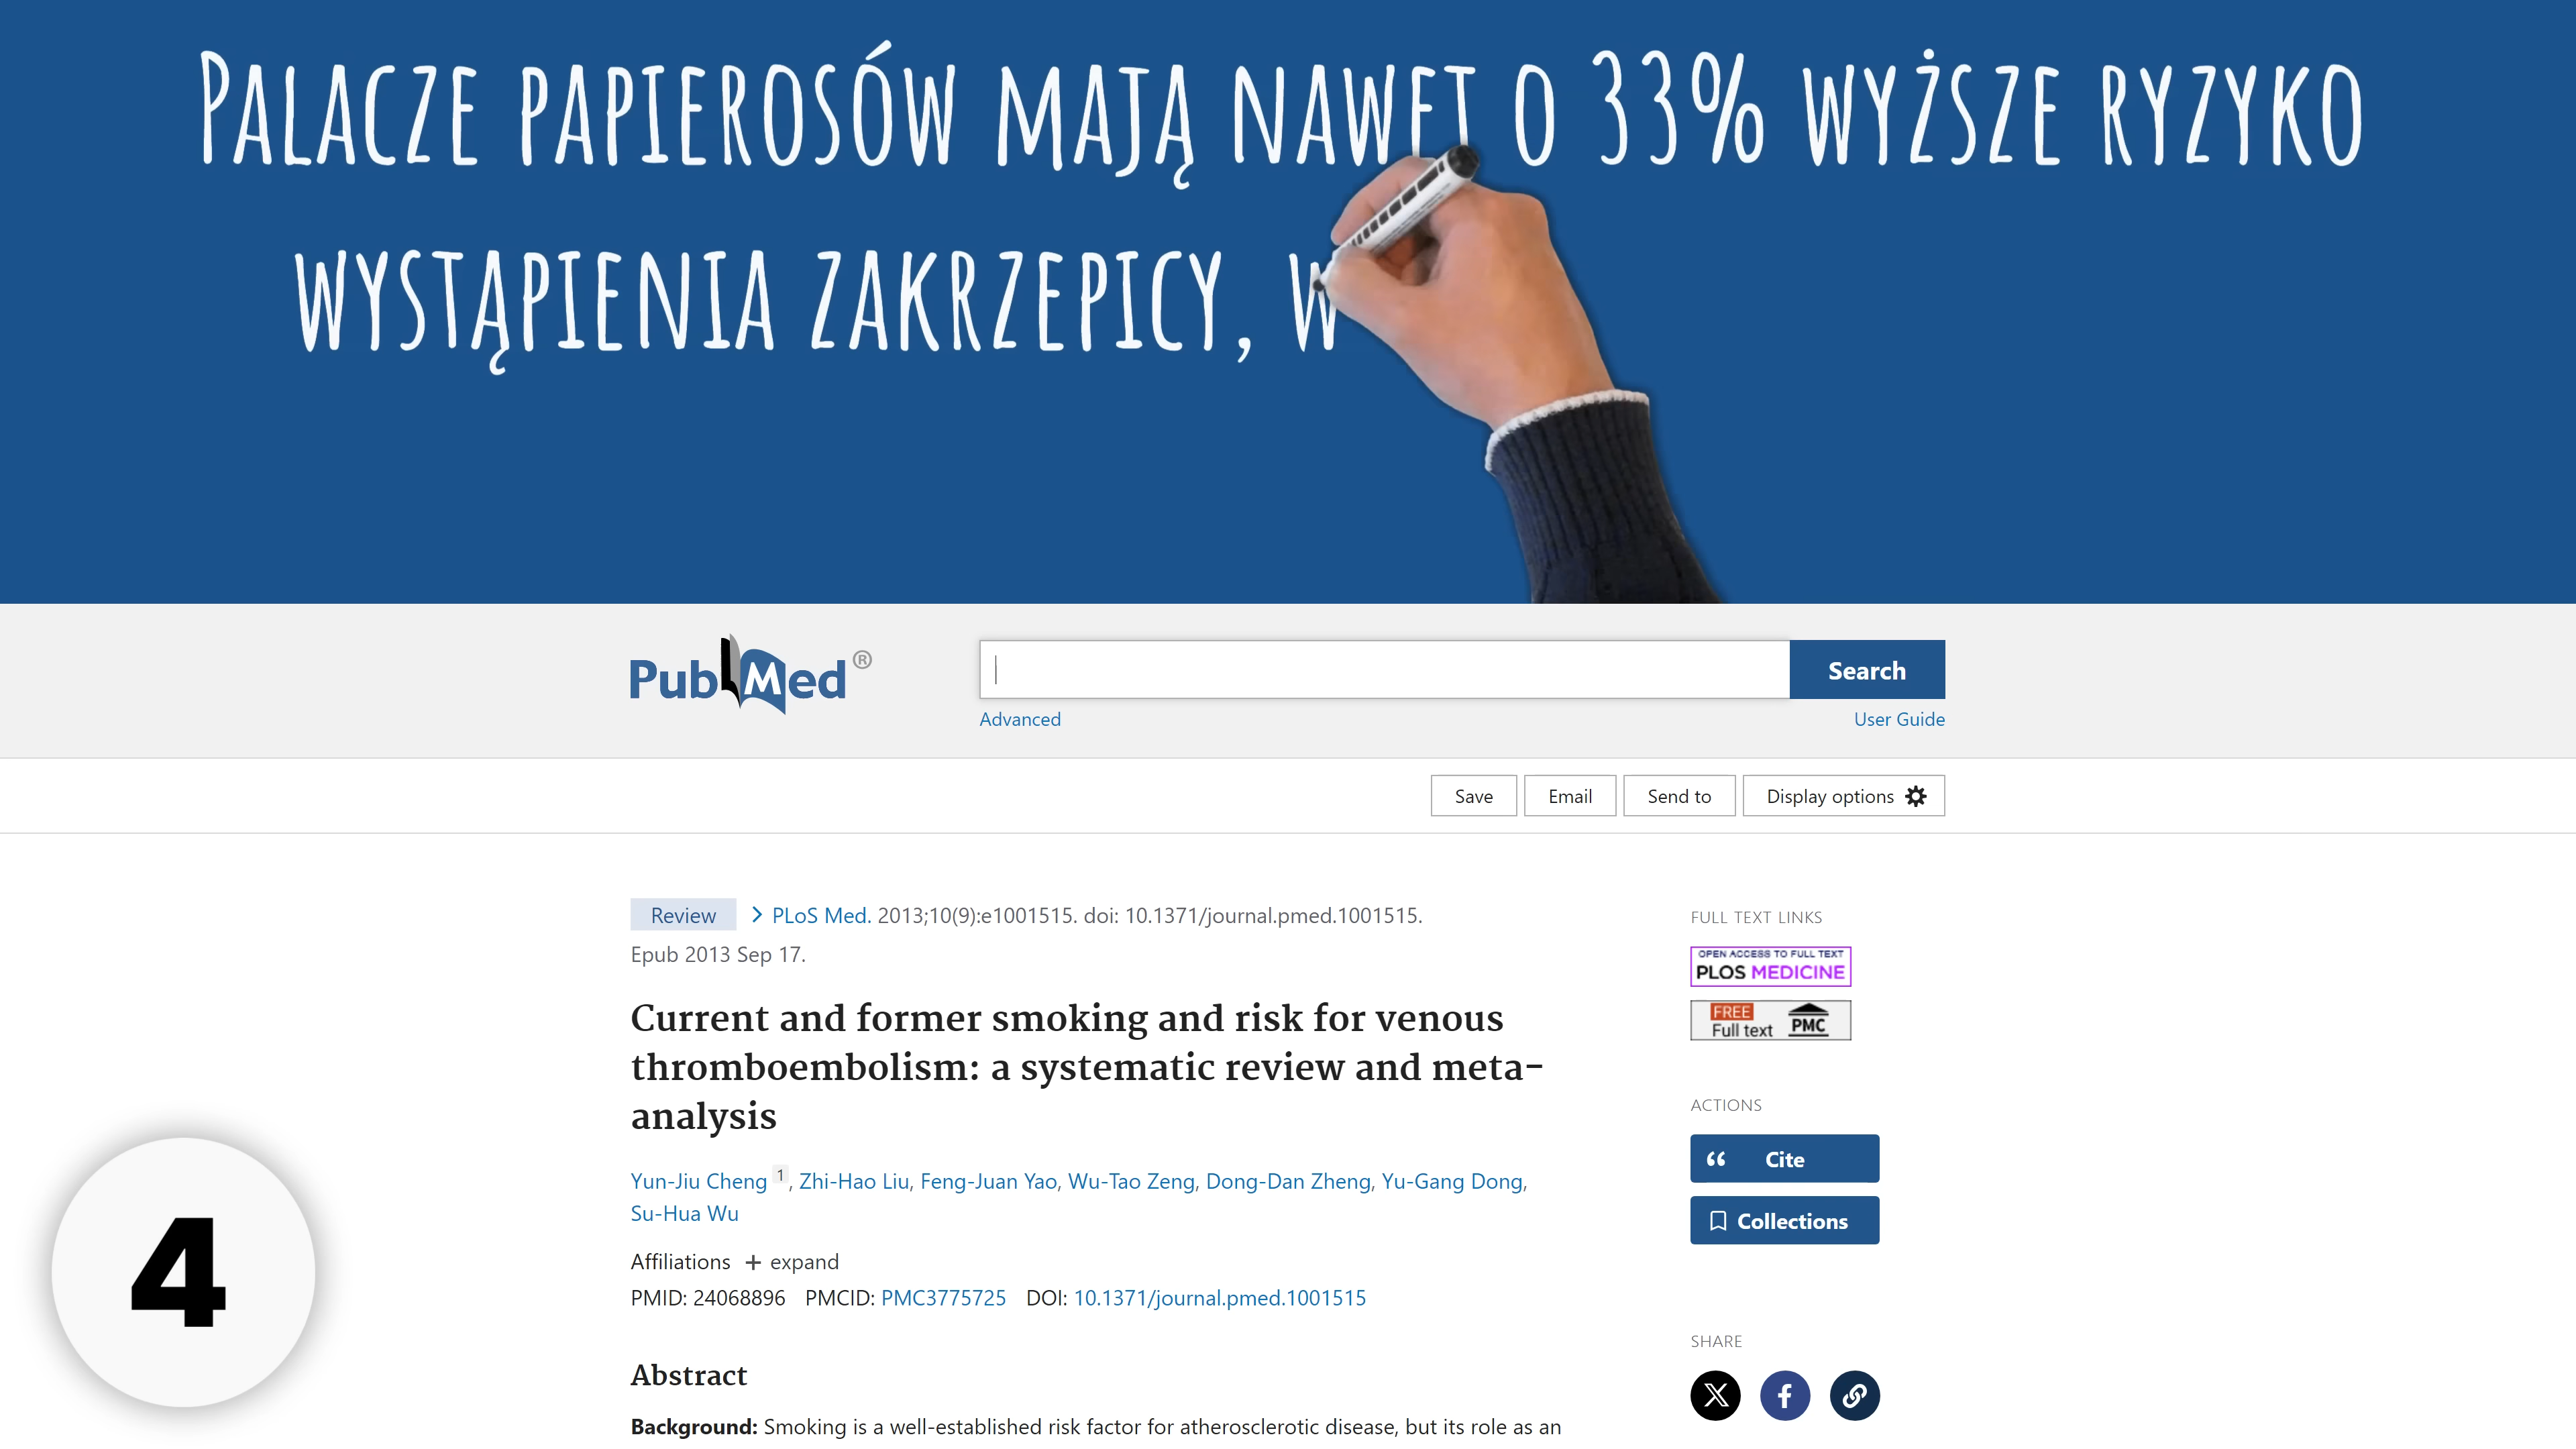 PALACZE PAPIEROSÓW MAJĄ NAWET O 33% WYŻSZE RYZYKO
WYSTĄPIENIA ZAKRZEPICY, W
PubMed®
Search
Advanced
User Guide
Save
Email
Send to
Display options
Review
PLoS Med. 2013;10(9):e1001515. doi: 10.1371/journal.pmed.1001515.
Epub 2013 Sep 17.
Current and former smoking and risk for venous
thromboembolism: a systematic review and meta-
analysis
Yun-Jiu Cheng 1, Zhi-Hao Liu, Feng-Juan Yao, Wu-Tao Zeng, Dong-Dan Zheng, Yu-Gang Dong,
Su-Hua Wu
Affiliations + expand
PMID: 24068896 PMCID: PMC3775725 DOI: 10.1371/journal.pmed.1001515
Abstract
Background: Smoking is a well-established risk factor for atherosclerotic disease, but its role as an
FULL TEXT LINKS
OPEN ACCESS TO FULL TEXT
PLOS MEDICINE
FREE
Full text PMC
ACTIONS
Cite
Collections
SHARE
4